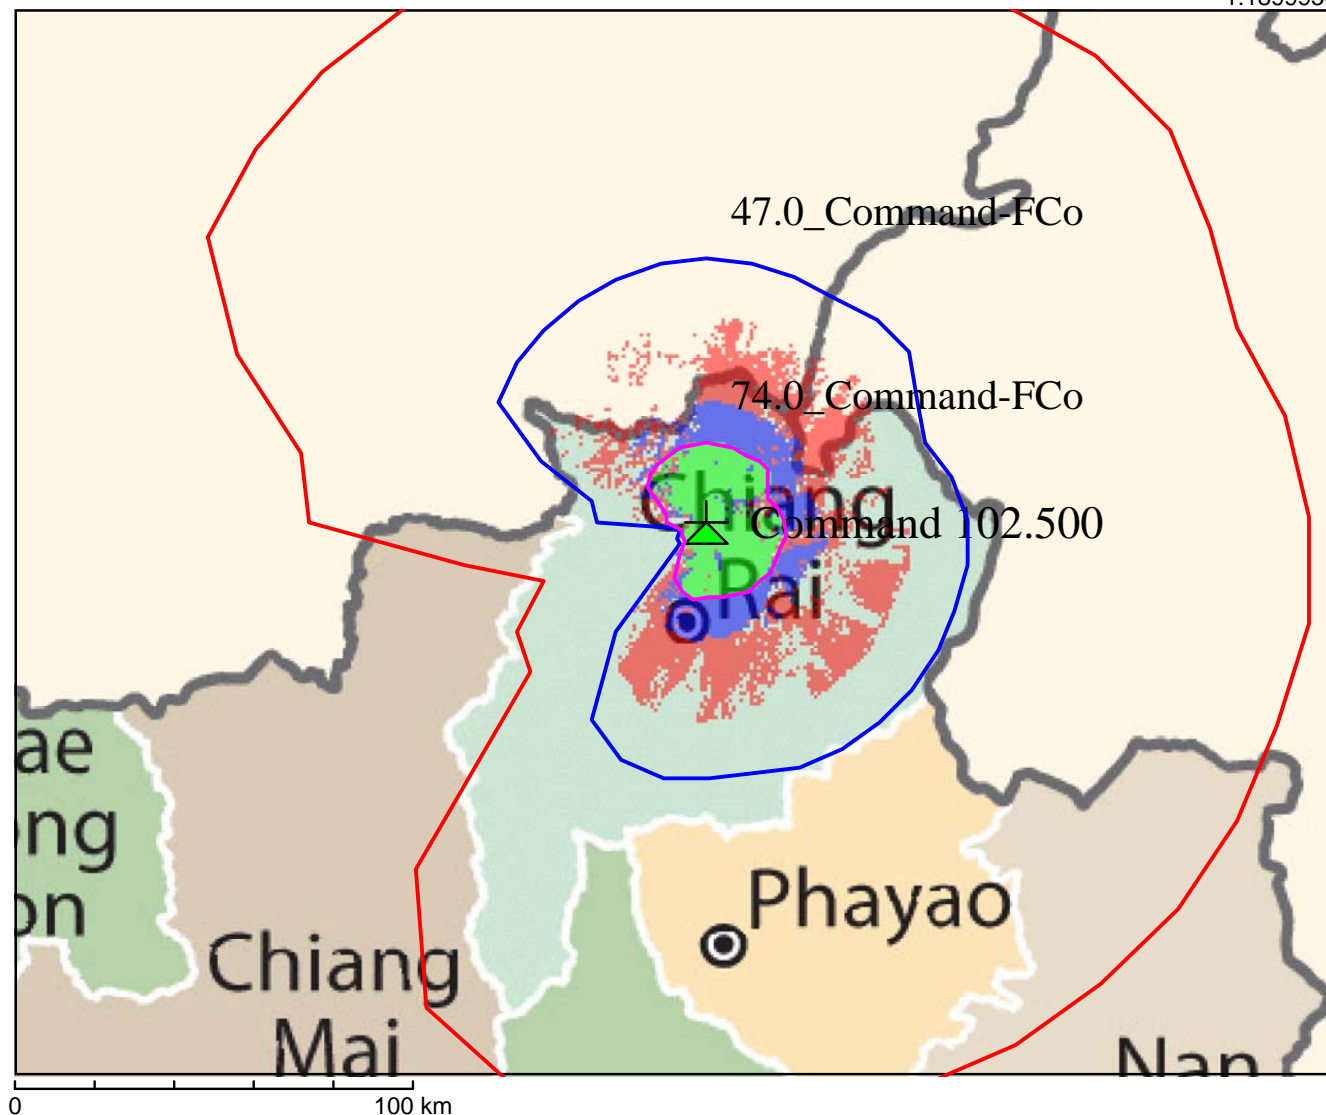 47.0_Command-FCo
74.0_Command-FCo
Chiang
Command 102.500
Rai
ae
ong
on
Phayao
Chiang
Mai
Nan
0
100 km